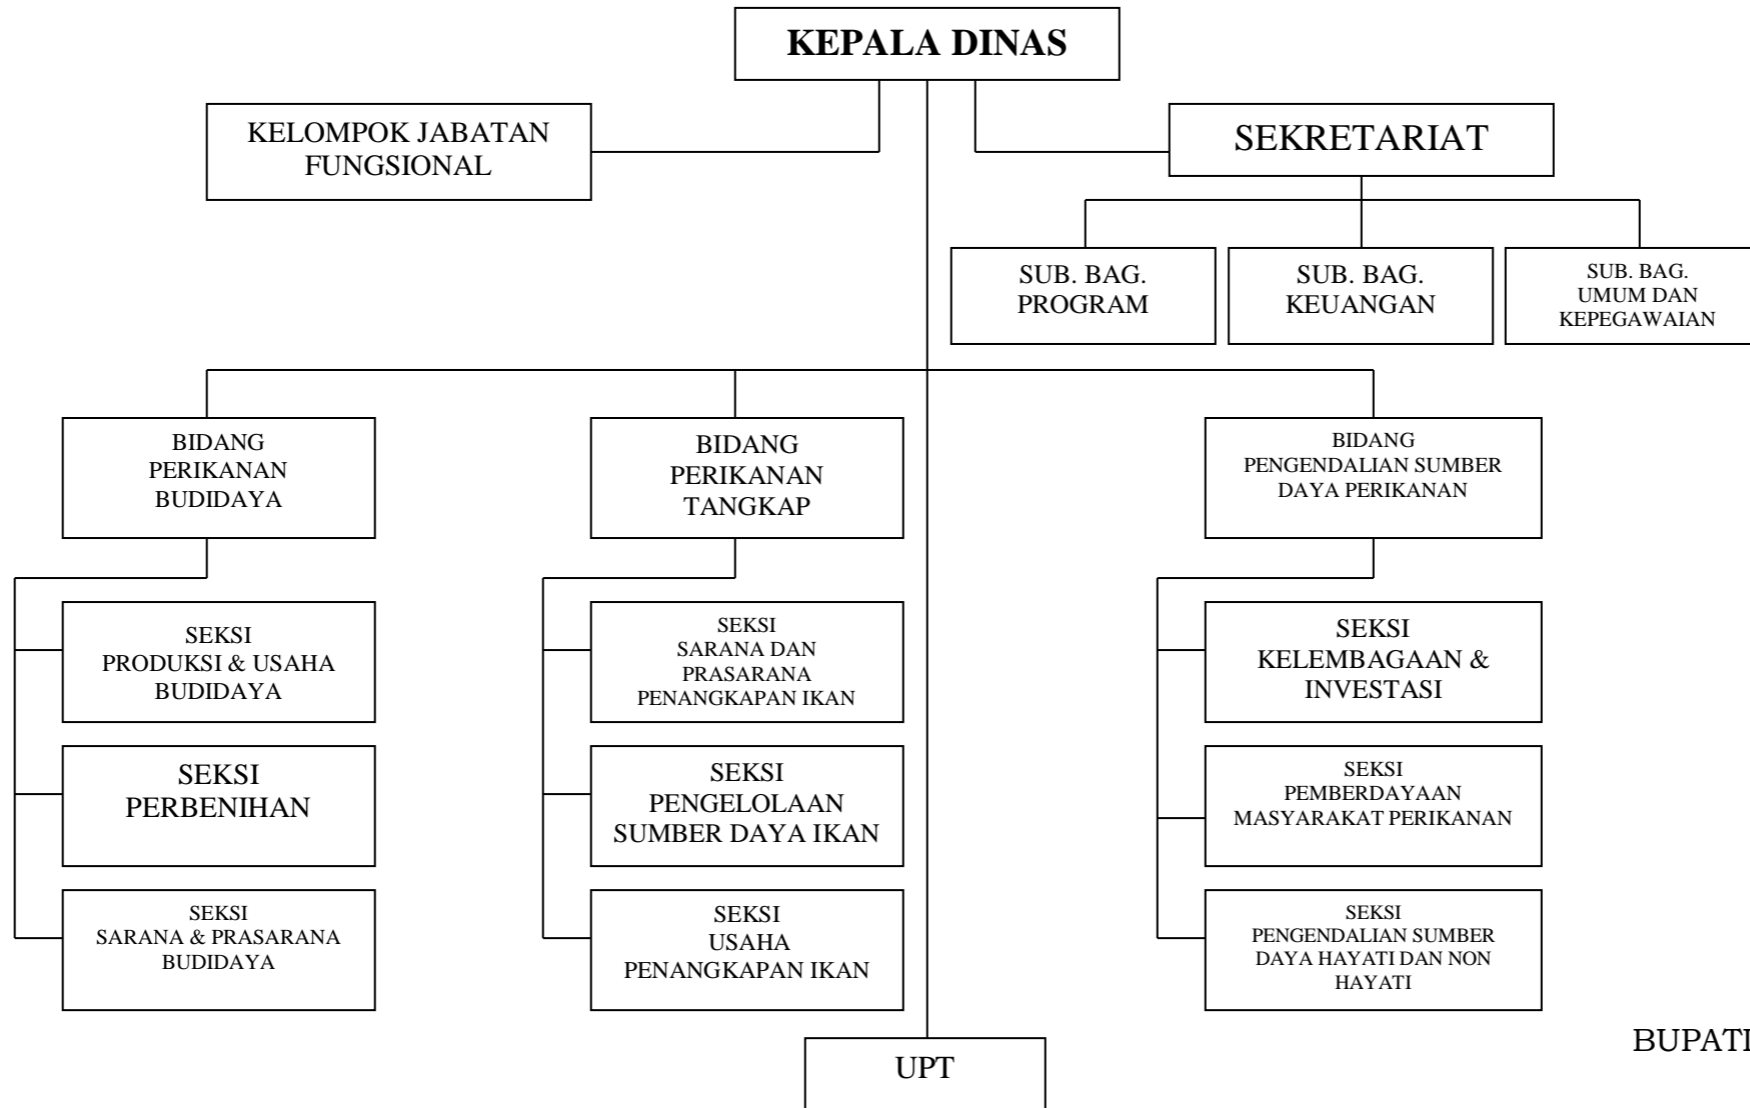 KEPALA DINAS
KELOMPOK JABATAN
FUNGSIONAL
SEKRETARIAT
SUB. BAG.
PROGRAM
SUB. BAG.
KEUANGAN
SUB. BAG.
UMUM DAN
KEPEGAWAIAN
BIDANG
PERIKANAN
BUDIDAYA
BIDANG
PERIKANAN
TANGKAP
BIDANG
PENGENDALIAN SUMBER
DAYA PERIKANAN
SEKSI
PRODUKSI & USAHA
BUDIDAYA
SEKSI
SARANA DAN
PRASARANA
PENANGKAPAN IKAN
SEKSI
KELEMBAGAAN &
INVESTASI
SEKSI
PERBENIHAN
SEKSI
PENGELOLAAN
SUMBER DAYA IKAN
SEKSI
PEMBERDAYAAN
MASYARAKAT PERIKANAN
SEKSI
SARANA & PRASARANA
BUDIDAYA
SEKSI
USAHA
PENANGKAPAN IKAN
SEKSI
PENGENDALIAN SUMBER
DAYA HAYATI DAN NON
HAYATI
BUPATI
UPT